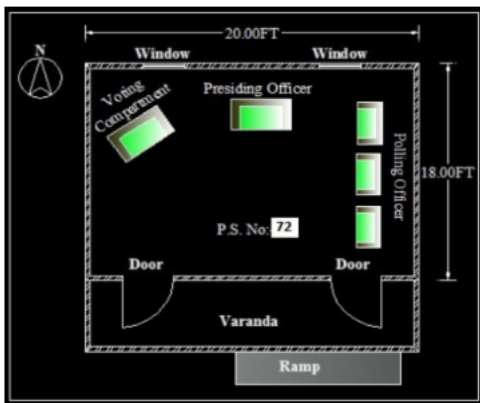 20.00FT
N
Window
Window
Voting
Compartment
Presiding Officer
Polling Officer
18.00FT
P.S. No: 72
Door
Door
Varanda
Ramp